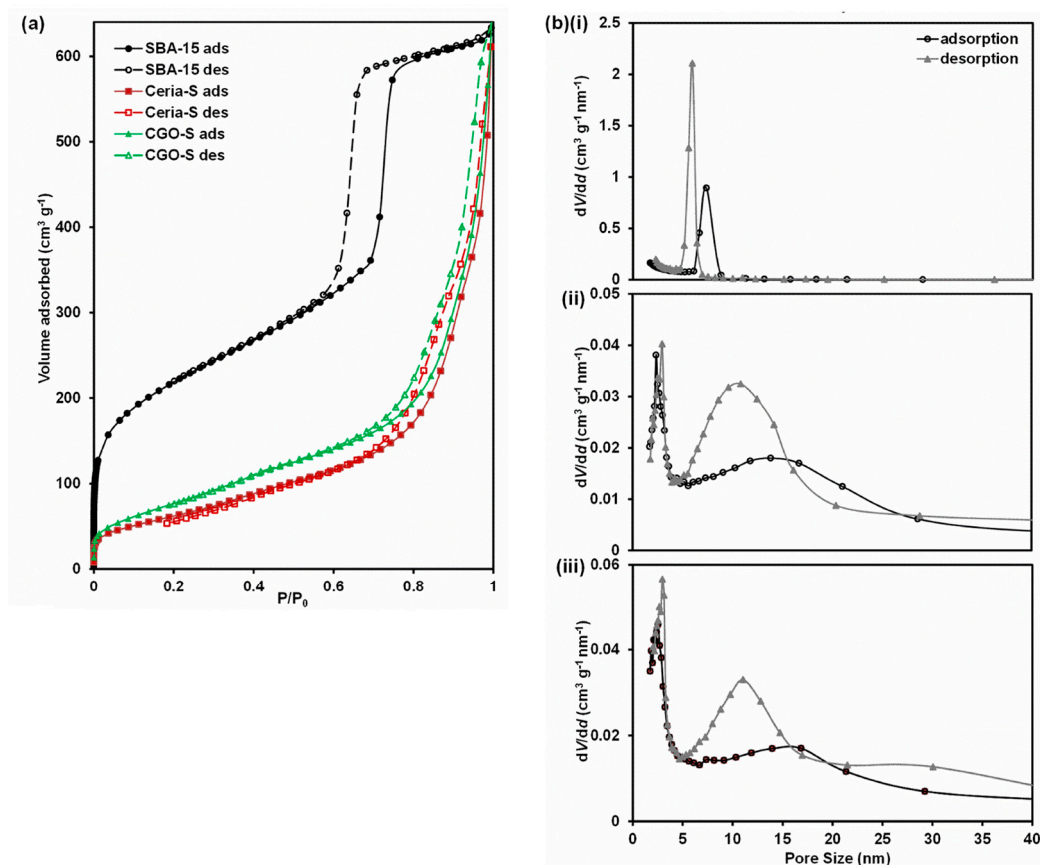 (a)
SBA-15 ads
SBA-15 des
Ceria-S ads
Ceria-S des
CGO-S ads
CGO-S des
Volume adsorbed (cm³ g⁻¹)
600
500
400
300
200
100
0
0 0.2 0.4 0.6 0.8 1
P/P₀
(b)(i)
adsorption
desorption
dV/dd (cm³ g⁻¹ nm⁻¹)
2.5
2
1.5
1
0.5
0
(ii)
dV/dd (cm³ g⁻¹ nm⁻¹)
0.05
0.04
0.03
0.02
0.01
0
(iii)
dV/dd (cm³ g⁻¹ nm⁻¹)
0.06
0.04
0.02
0
0 5 10 15 20 25 30 35 40
Pore Size (nm)